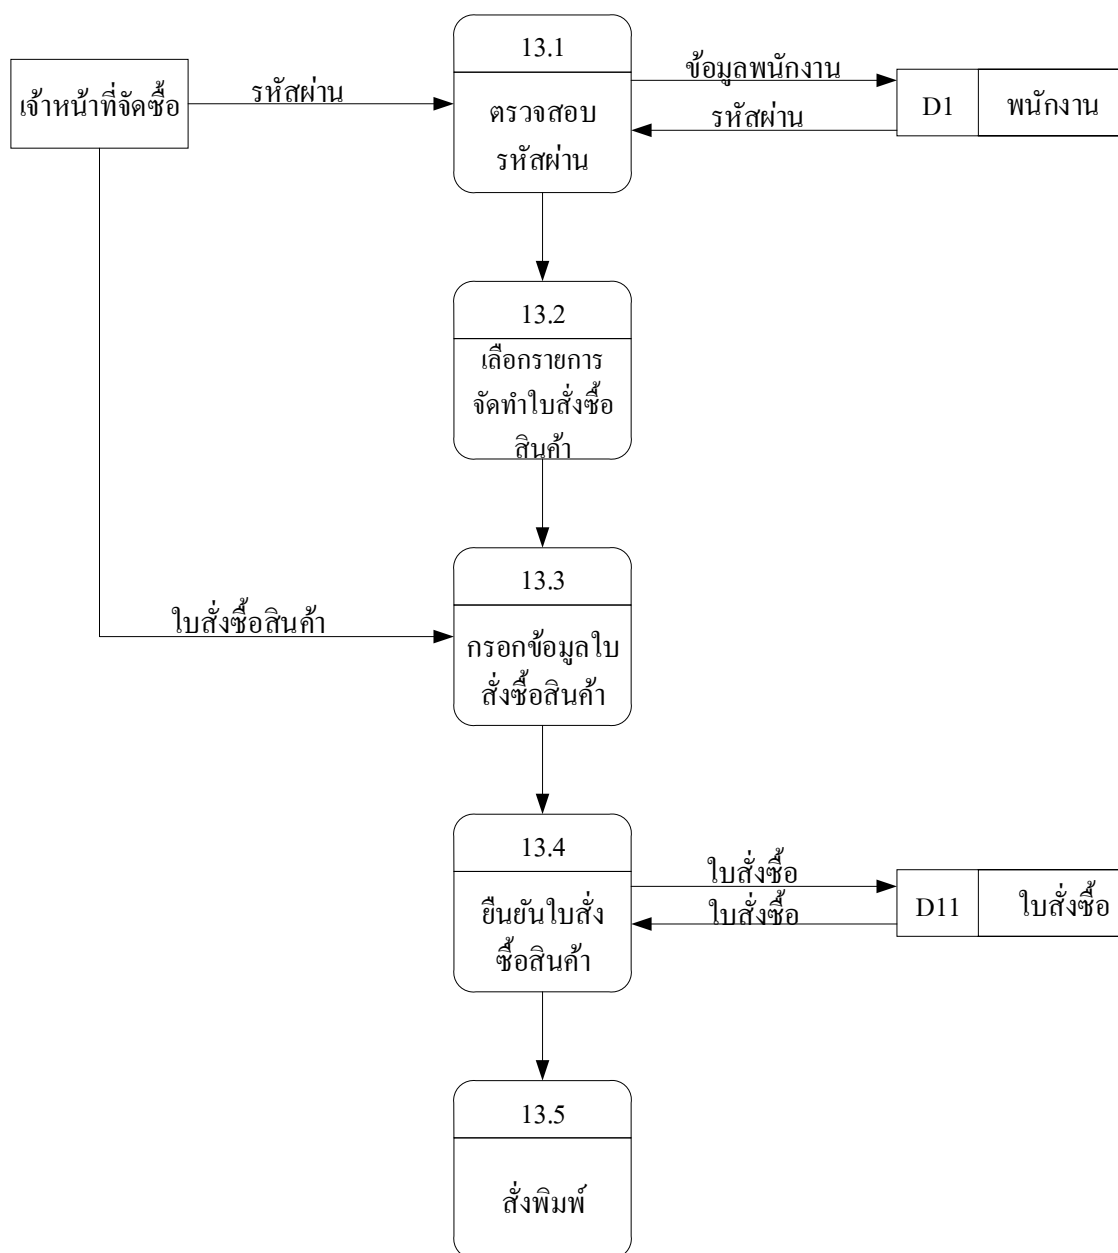 13.1
เจ้าหน้าที่จัดซื้อ
รหัสผ่าน
ตรวจสอบ
รหัสผ่าน
ข้อมูลพนักงาน
รหัสผ่าน
D1
พนักงาน
13.2
เลือกรายการ
จัดทำใบสั่งซื้อ
สินค้า
13.3
ใบสั่งซื้อสินค้า
กรอกข้อมูลใบ
สั่งซื้อสินค้า
13.4
ยืนยันใบสั่ง
ซื้อสินค้า
ใบสั่งซื้อ
ใบสั่งซื้อ
D11
ใบสั่งซื้อ
13.5
สั่งพิมพ์